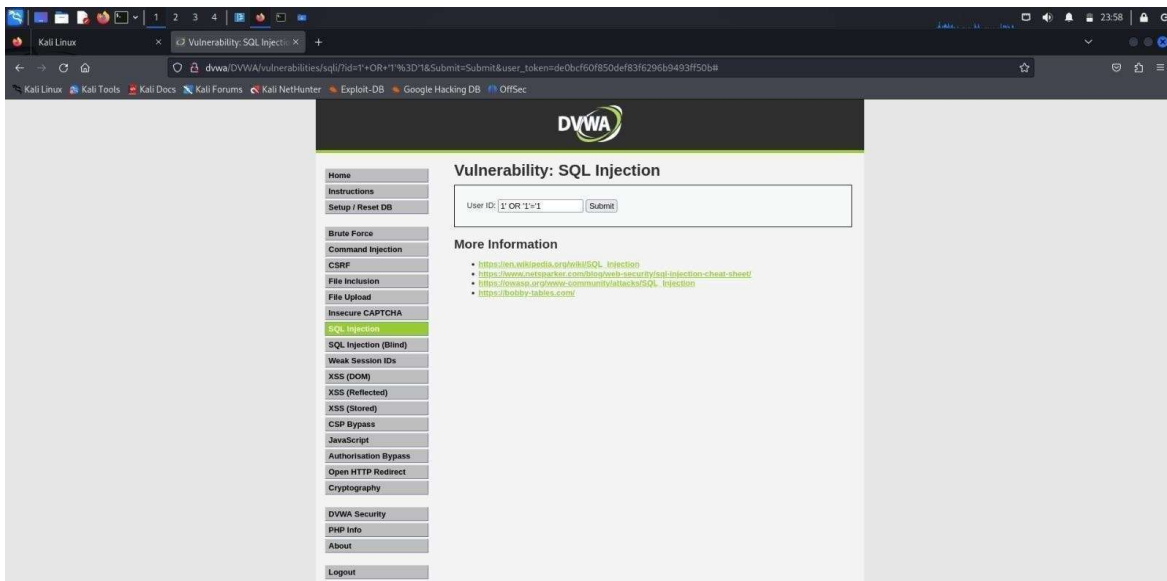 1 2 3 4
23:58
Kali Linux
Vulnerability: SQL Injectio
dvwa/DVWA/vulnerabilities/sqli/?id=1'+OR+'1'%3D'1&Submit=Submit&user_token=de0bcf60f850def83f6296b9493ff50b#
Kali Linux Kali Tools Kali Docs Kali Forums Kali NetHunter Exploit-DB Google Hacking DB OffSec
DVWA
Home
Instructions
Setup / Reset DB
Brute Force
Command Injection
CSRF
File Inclusion
File Upload
Insecure CAPTCHA
SQL Injection
SQL Injection (Blind)
Weak Session IDs
XSS (DOM)
XSS (Reflected)
XSS (Stored)
CSP Bypass
JavaScript
Authorisation Bypass
Open HTTP Redirect
Cryptography
DVWA Security
PHP Info
About
Logout
Vulnerability: SQL Injection
User ID: 1' OR '1'='1 Submit
More Information
https://en.wikipedia.org/wiki/SQL_injection
https://www.netsparker.com/blog/web-security/sql-injection-cheat-sheet/
https://owasp.org/www-community/attacks/SQL_Injection
https://bobby-tables.com/